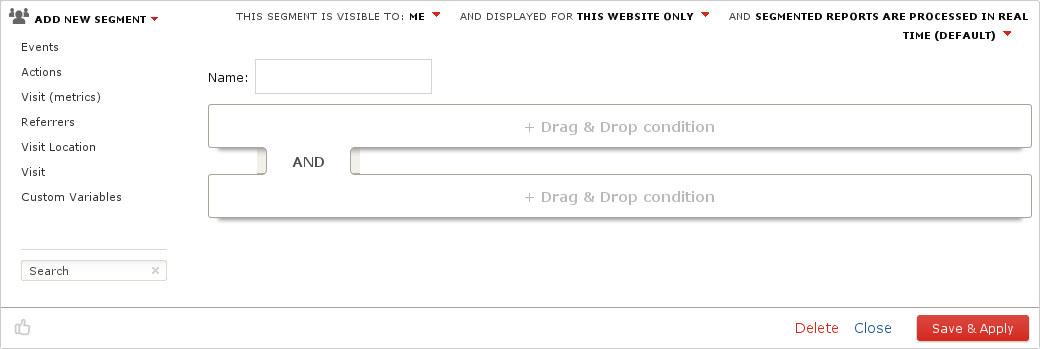 ADD NEW SEGMENT
THIS SEGMENT IS VISIBLE TO: ME AND DISPLAYED FOR THIS WEBSITE ONLY AND SEGMENTED REPORTS ARE PROCESSED IN REAL
TIME (DEFAULT)
Events
Actions
Visit (metrics)
Referrers
Visit Location
Visit
Custom Variables
Search
Name:
+ Drag & Drop condition
AND
+ Drag & Drop condition
Delete Close Save & Apply